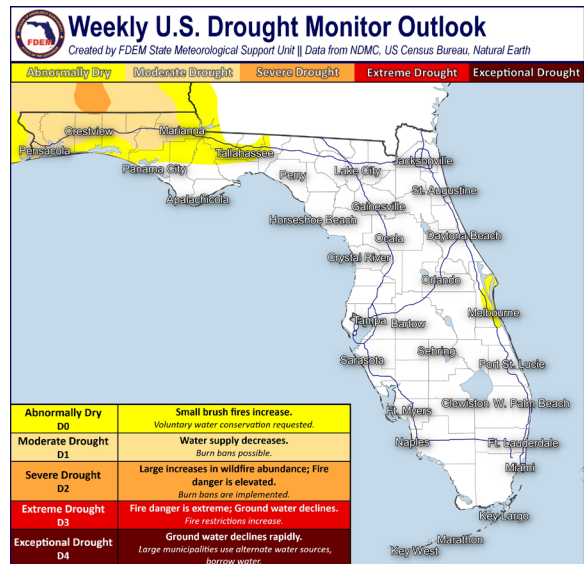 FDEM
Weekly U.S. Drought Monitor Outlook
Created by FDEM State Meteorological Support Unit || Data from NDMC, US Census Bureau, Natural Earth
Abnormally Dry Moderate Drought Severe Drought Extreme Drought Exceptional Drought
Crestview
Marianna
Pensacola
Tallahassee
Panama City
Apalachicola
Perry
Lake City
Jacksonville
St. Augustine
Gainesville
Horseshoe Beach
Ocala
Daytona Beach
Crystal River
Orlando
Melbourne
Tampa
Bartow
Sebring
Sarasota
Port St. Lucie
Ft. Myers
Clewiston
W. Palm Beach
Naples
Ft. Lauderdale
Miami
Key Largo
Marathon
Key West
Abnormally Dry
D0
Small brush fires increase.
Voluntary water conservation requested.
Moderate Drought
D1
Water supply decreases.
Burn bans possible.
Severe Drought
D2
Large increases in wildfire abundance; Fire
danger is elevated.
Burn bans are implemented.
Extreme Drought
D3
Fire danger is extreme; Ground water declines.
Fire restrictions increase.
Exceptional Drought
D4
Ground water declines rapidly.
Large municipalities use alternate water sources,
borrow water.